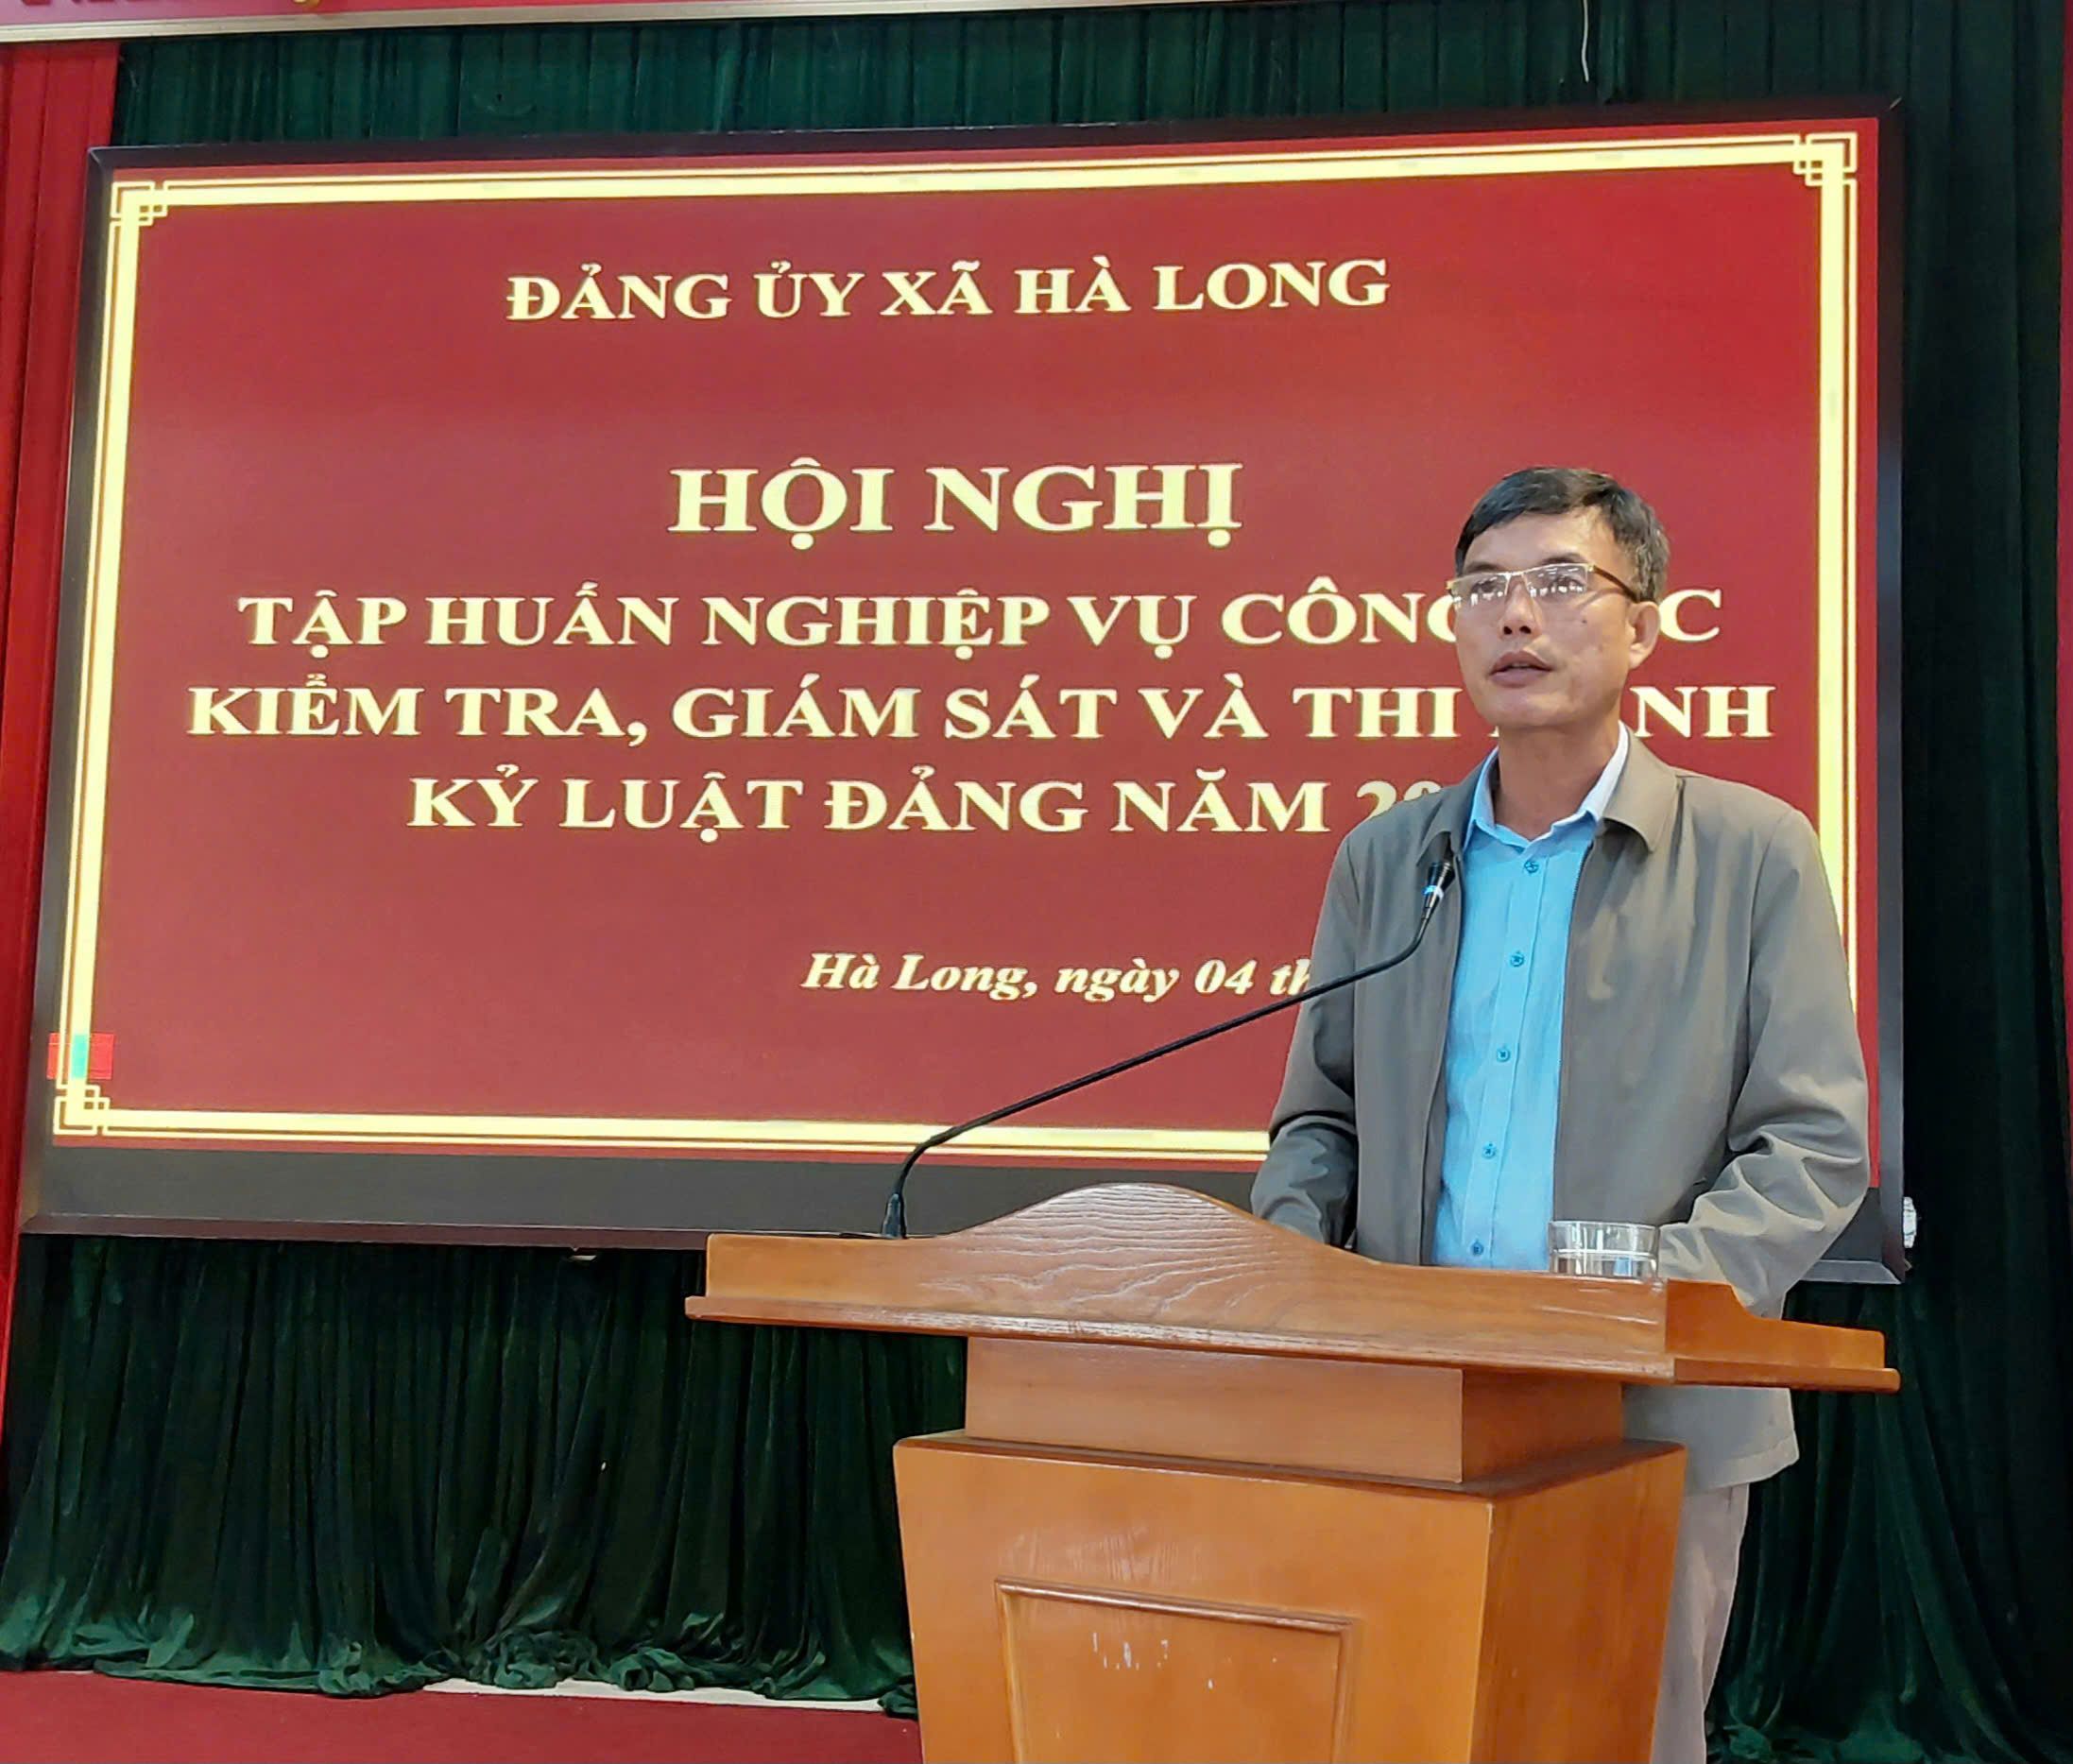 ĐẢNG ỦY XÃ HÀ LONG
HỘI NGHỊ
TẬP HUẤN NGHIỆP VỤ
KIỂM TRA, GIÁM SÁT VÀ THI
KỶ LUẬT ĐẢNG NĂM
Hà Long, ngày 04